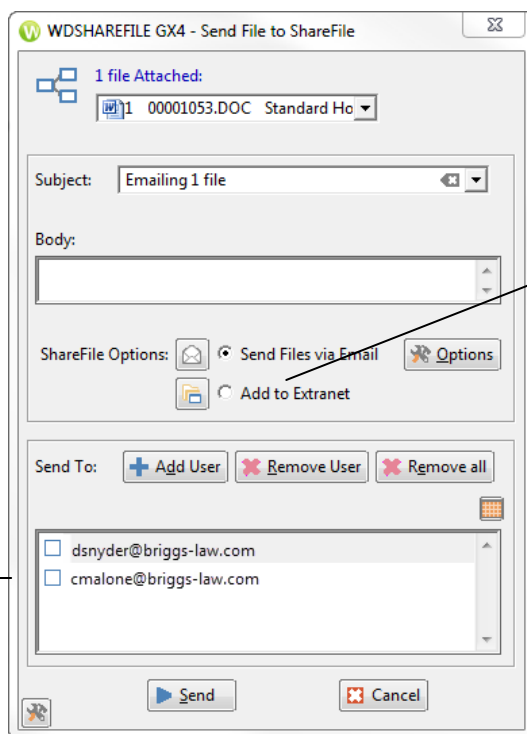 WDSHAREFILE GX4 - Send File to ShareFile
1 file Attached:
1 00001053.DOC Standard Ho
Subject: Emailing 1 file
Body:
ShareFile Options: Send Files via Email Options
Add to Extranet
Send To: Add User Remove User Remove all
dsnyder@briggs-law.com
cmalone@briggs-law.com
Send Cancel